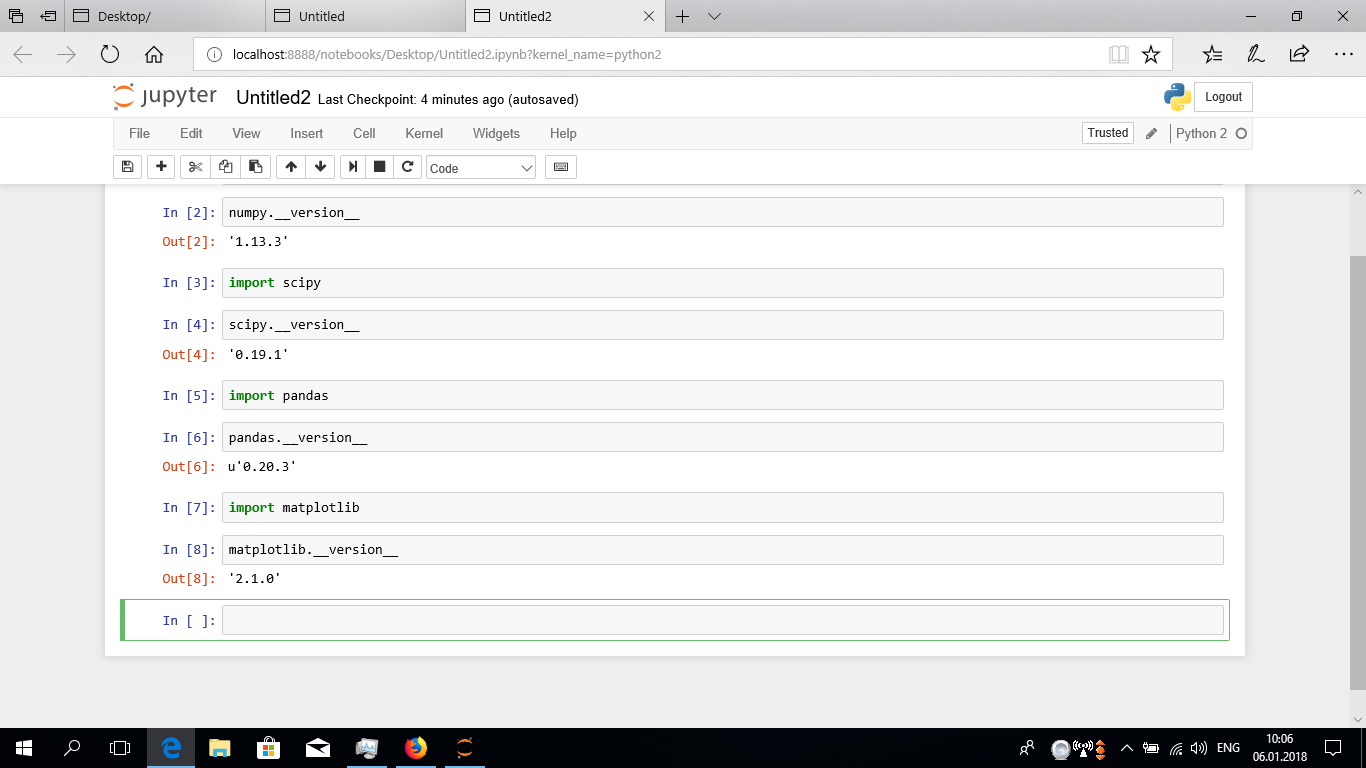 Desktop/
Untitled
Untitled2
localhost:8888/notebooks/Desktop/Untitled2.ipynb?kernel_name=python2
jupyter Untitled2 Last Checkpoint: 4 minutes ago (autosaved)
Logout
File Edit View Insert Cell Kernel Widgets Help
Trusted
Python 2
Code
In [2]: numpy.__version__
Out[2]: '1.13.3'
In [3]: import scipy
In [4]: scipy.__version__
Out[4]: '0.19.1'
In [5]: import pandas
In [6]: pandas.__version__
Out[6]: u'0.20.3'
In [7]: import matplotlib
In [8]: matplotlib.__version__
Out[8]: '2.1.0'
In [ ]:
ENG
10:06
06.01.2018